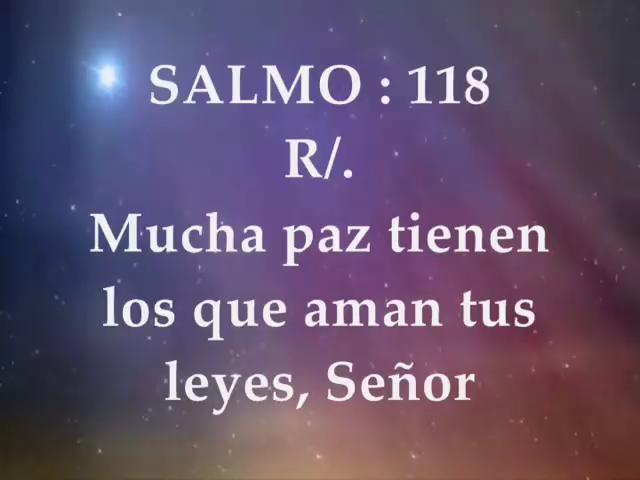 SALMO : 118
R/.
Mucha paz tienen
los que aman tus
leyes, Señor